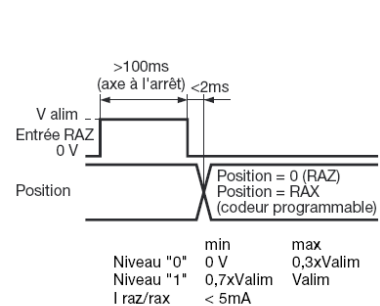 >100ms
(axe à l'arrêt) <2ms
V alim
Entrée RAZ
0 V
Position
Position = 0 (RAZ)
Position = RAX
(codeur programmable)
min max
Niveau "0" 0 V 0,3xValim
Niveau "1" 0,7xValim Valim
I raz/rax < 5mA